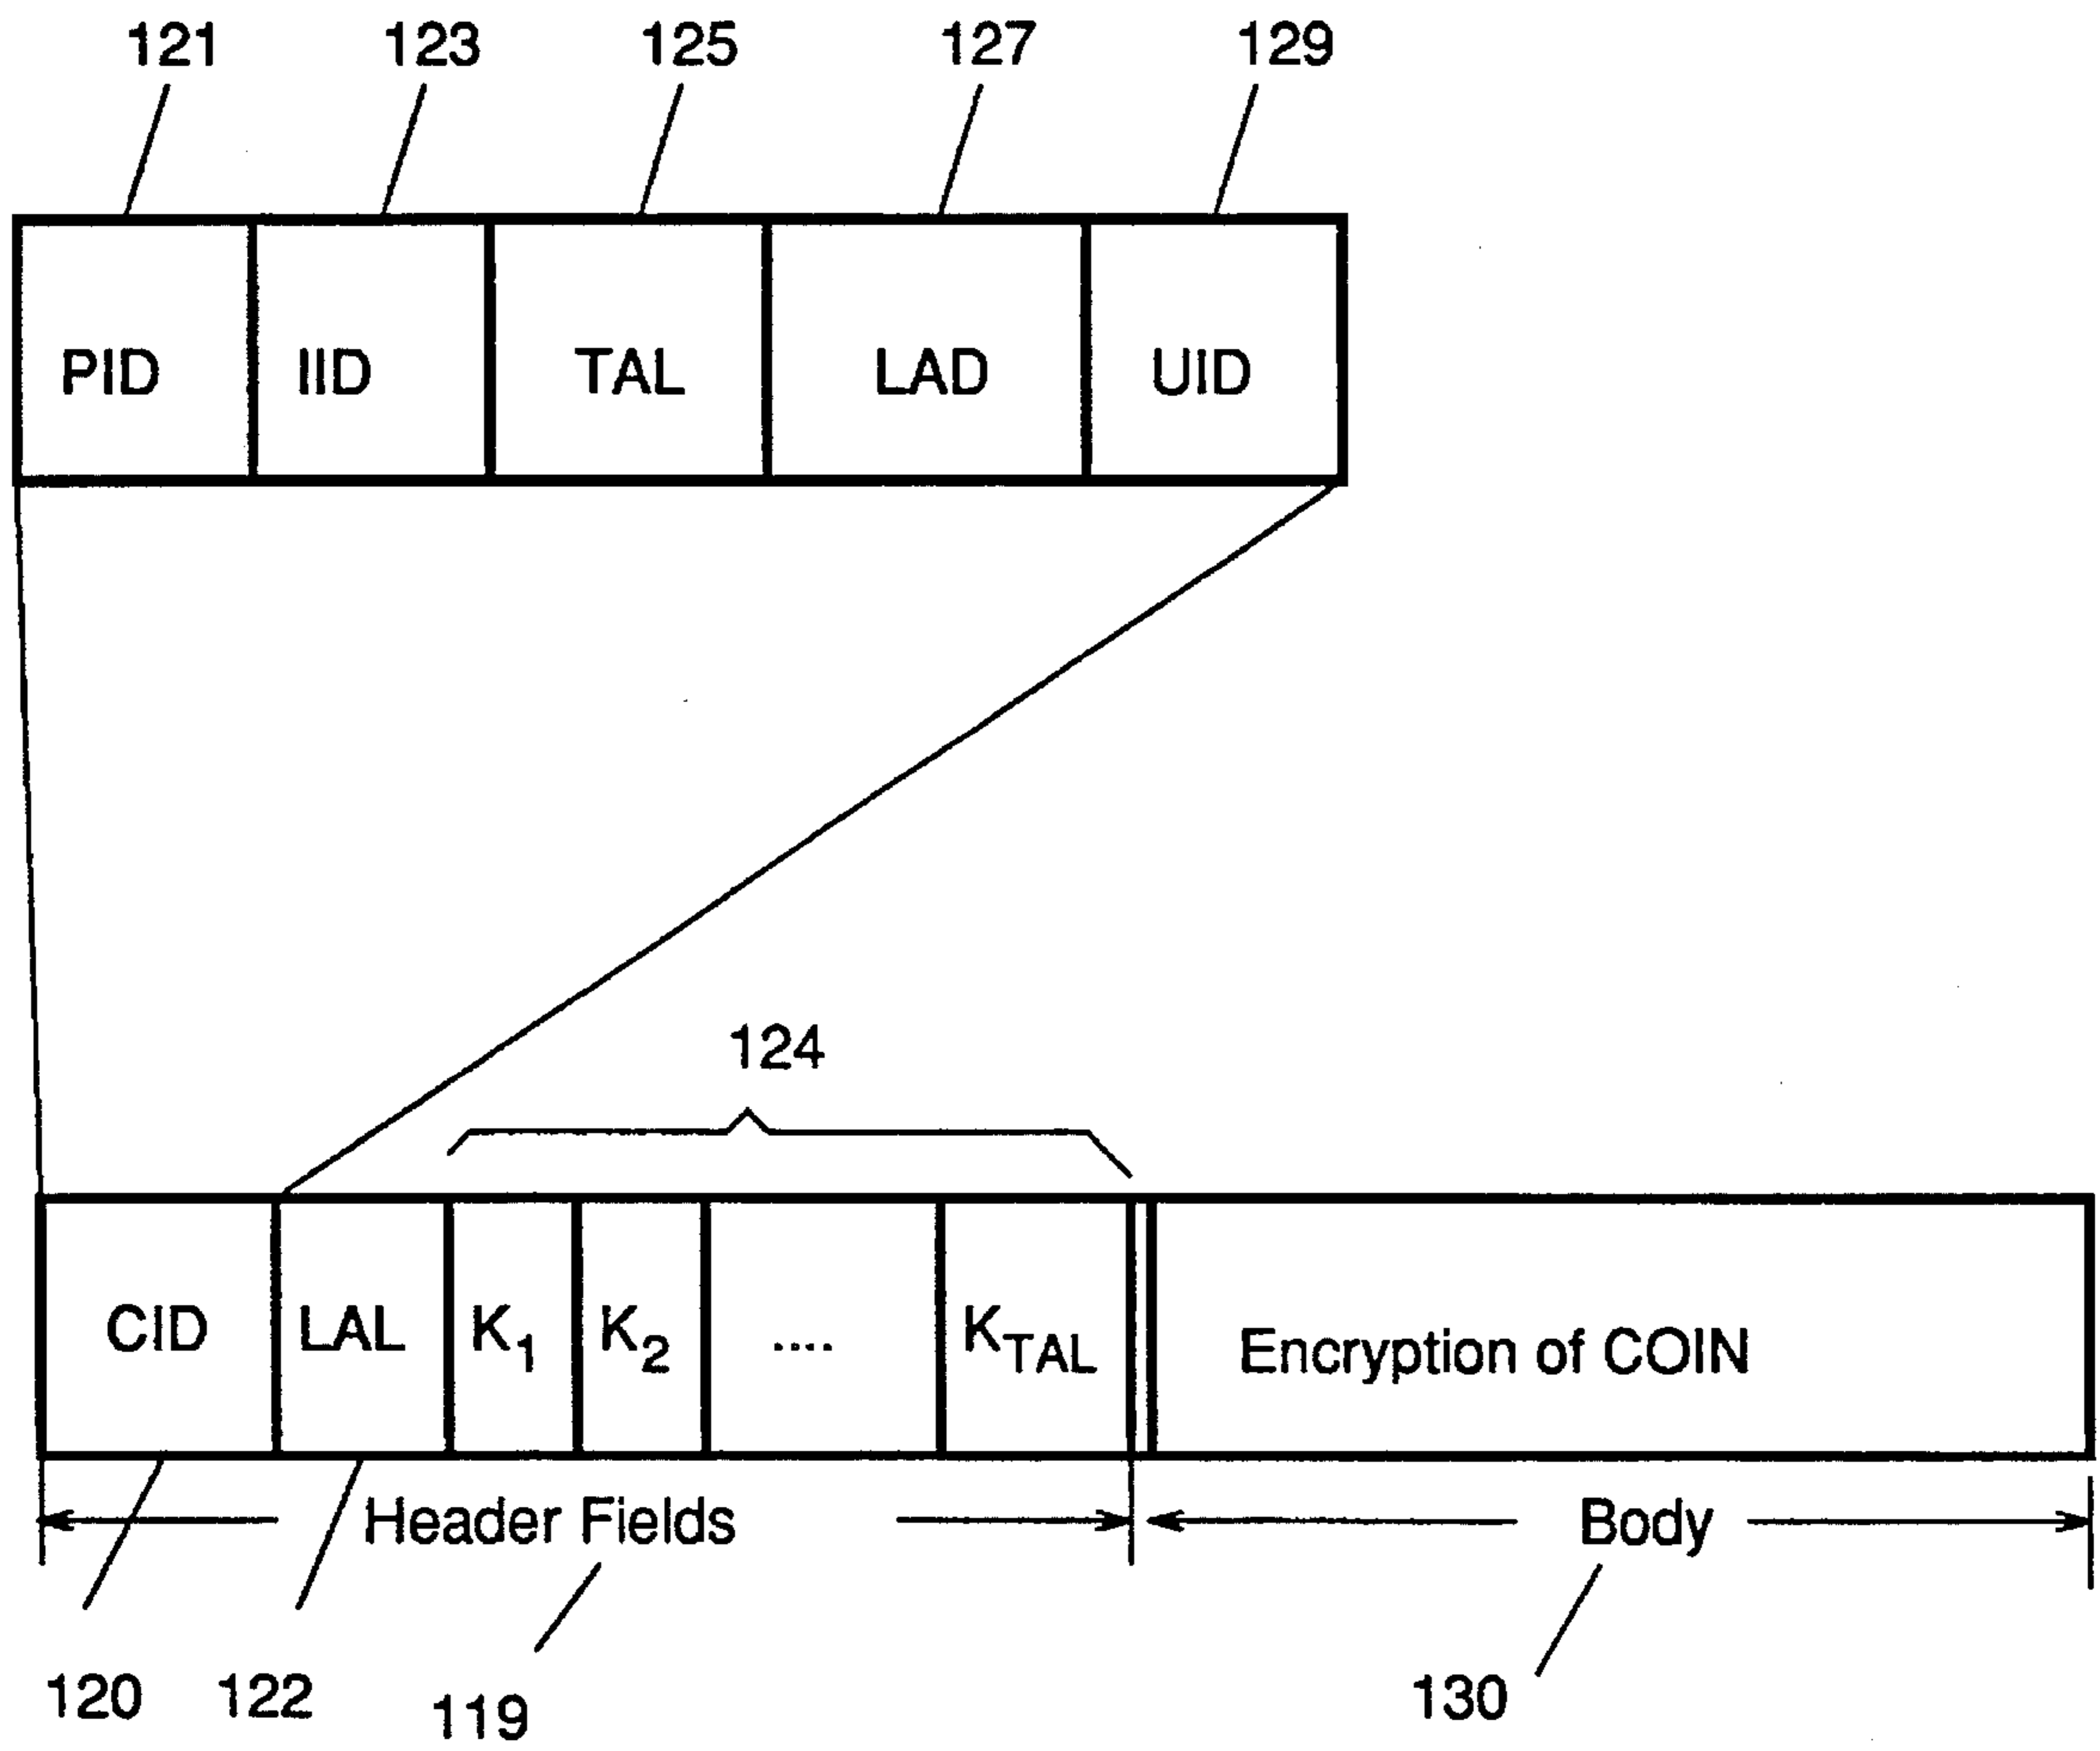 121 123 125 127 129
PID IID TAL LAD UID
124
CID LAL K1 K2 .... KTAL Encryption of COIN
Header Fields Body
120 122 119 130